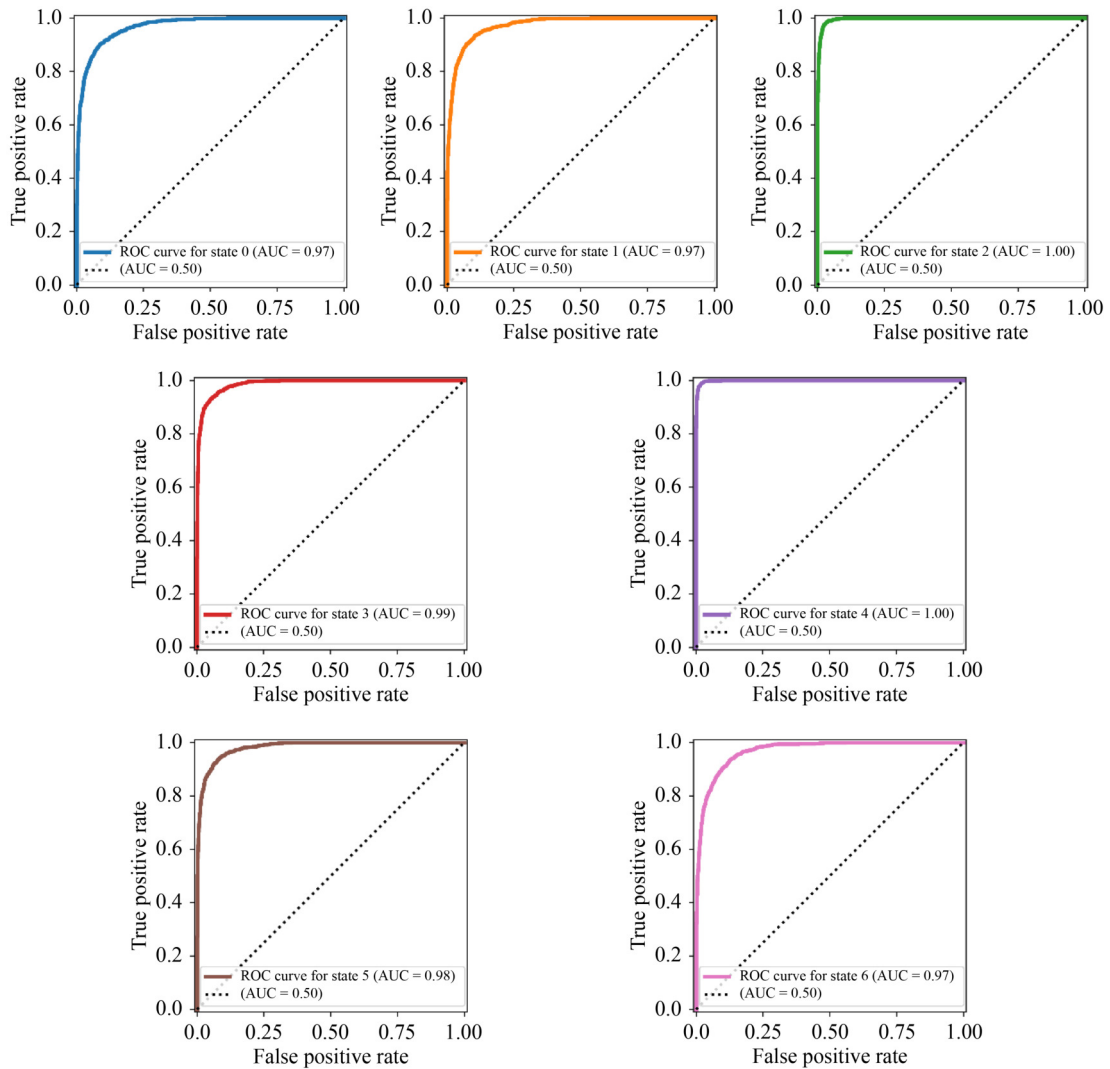 1.0
0.8
0.6
0.4
0.2
0.0
True positive rate
ROC curve for state 0 (AUC = 0.97)
(AUC = 0.50)
0.0 0.25 0.50 0.75 1.00
False positive rate
1.0
0.8
0.6
0.4
0.2
0.0
True positive rate
ROC curve for state 1 (AUC = 0.97)
(AUC = 0.50)
0.0 0.25 0.50 0.75 1.00
False positive rate
1.0
0.8
0.6
0.4
0.2
0.0
True positive rate
ROC curve for state 2 (AUC = 1.00)
(AUC = 0.50)
0.0 0.25 0.50 0.75 1.00
False positive rate
1.0
0.8
0.6
0.4
0.2
0.0
True positive rate
ROC curve for state 3 (AUC = 0.99)
(AUC = 0.50)
0.0 0.25 0.50 0.75 1.00
False positive rate
1.0
0.8
0.6
0.4
0.2
0.0
True positive rate
ROC curve for state 4 (AUC = 1.00)
(AUC = 0.50)
0.0 0.25 0.50 0.75 1.00
False positive rate
1.0
0.8
0.6
0.4
0.2
0.0
True positive rate
ROC curve for state 5 (AUC = 0.98)
(AUC = 0.50)
0.0 0.25 0.50 0.75 1.00
False positive rate
1.0
0.8
0.6
0.4
0.2
0.0
True positive rate
ROC curve for state 6 (AUC = 0.97)
(AUC = 0.50)
0.0 0.25 0.50 0.75 1.00
False positive rate